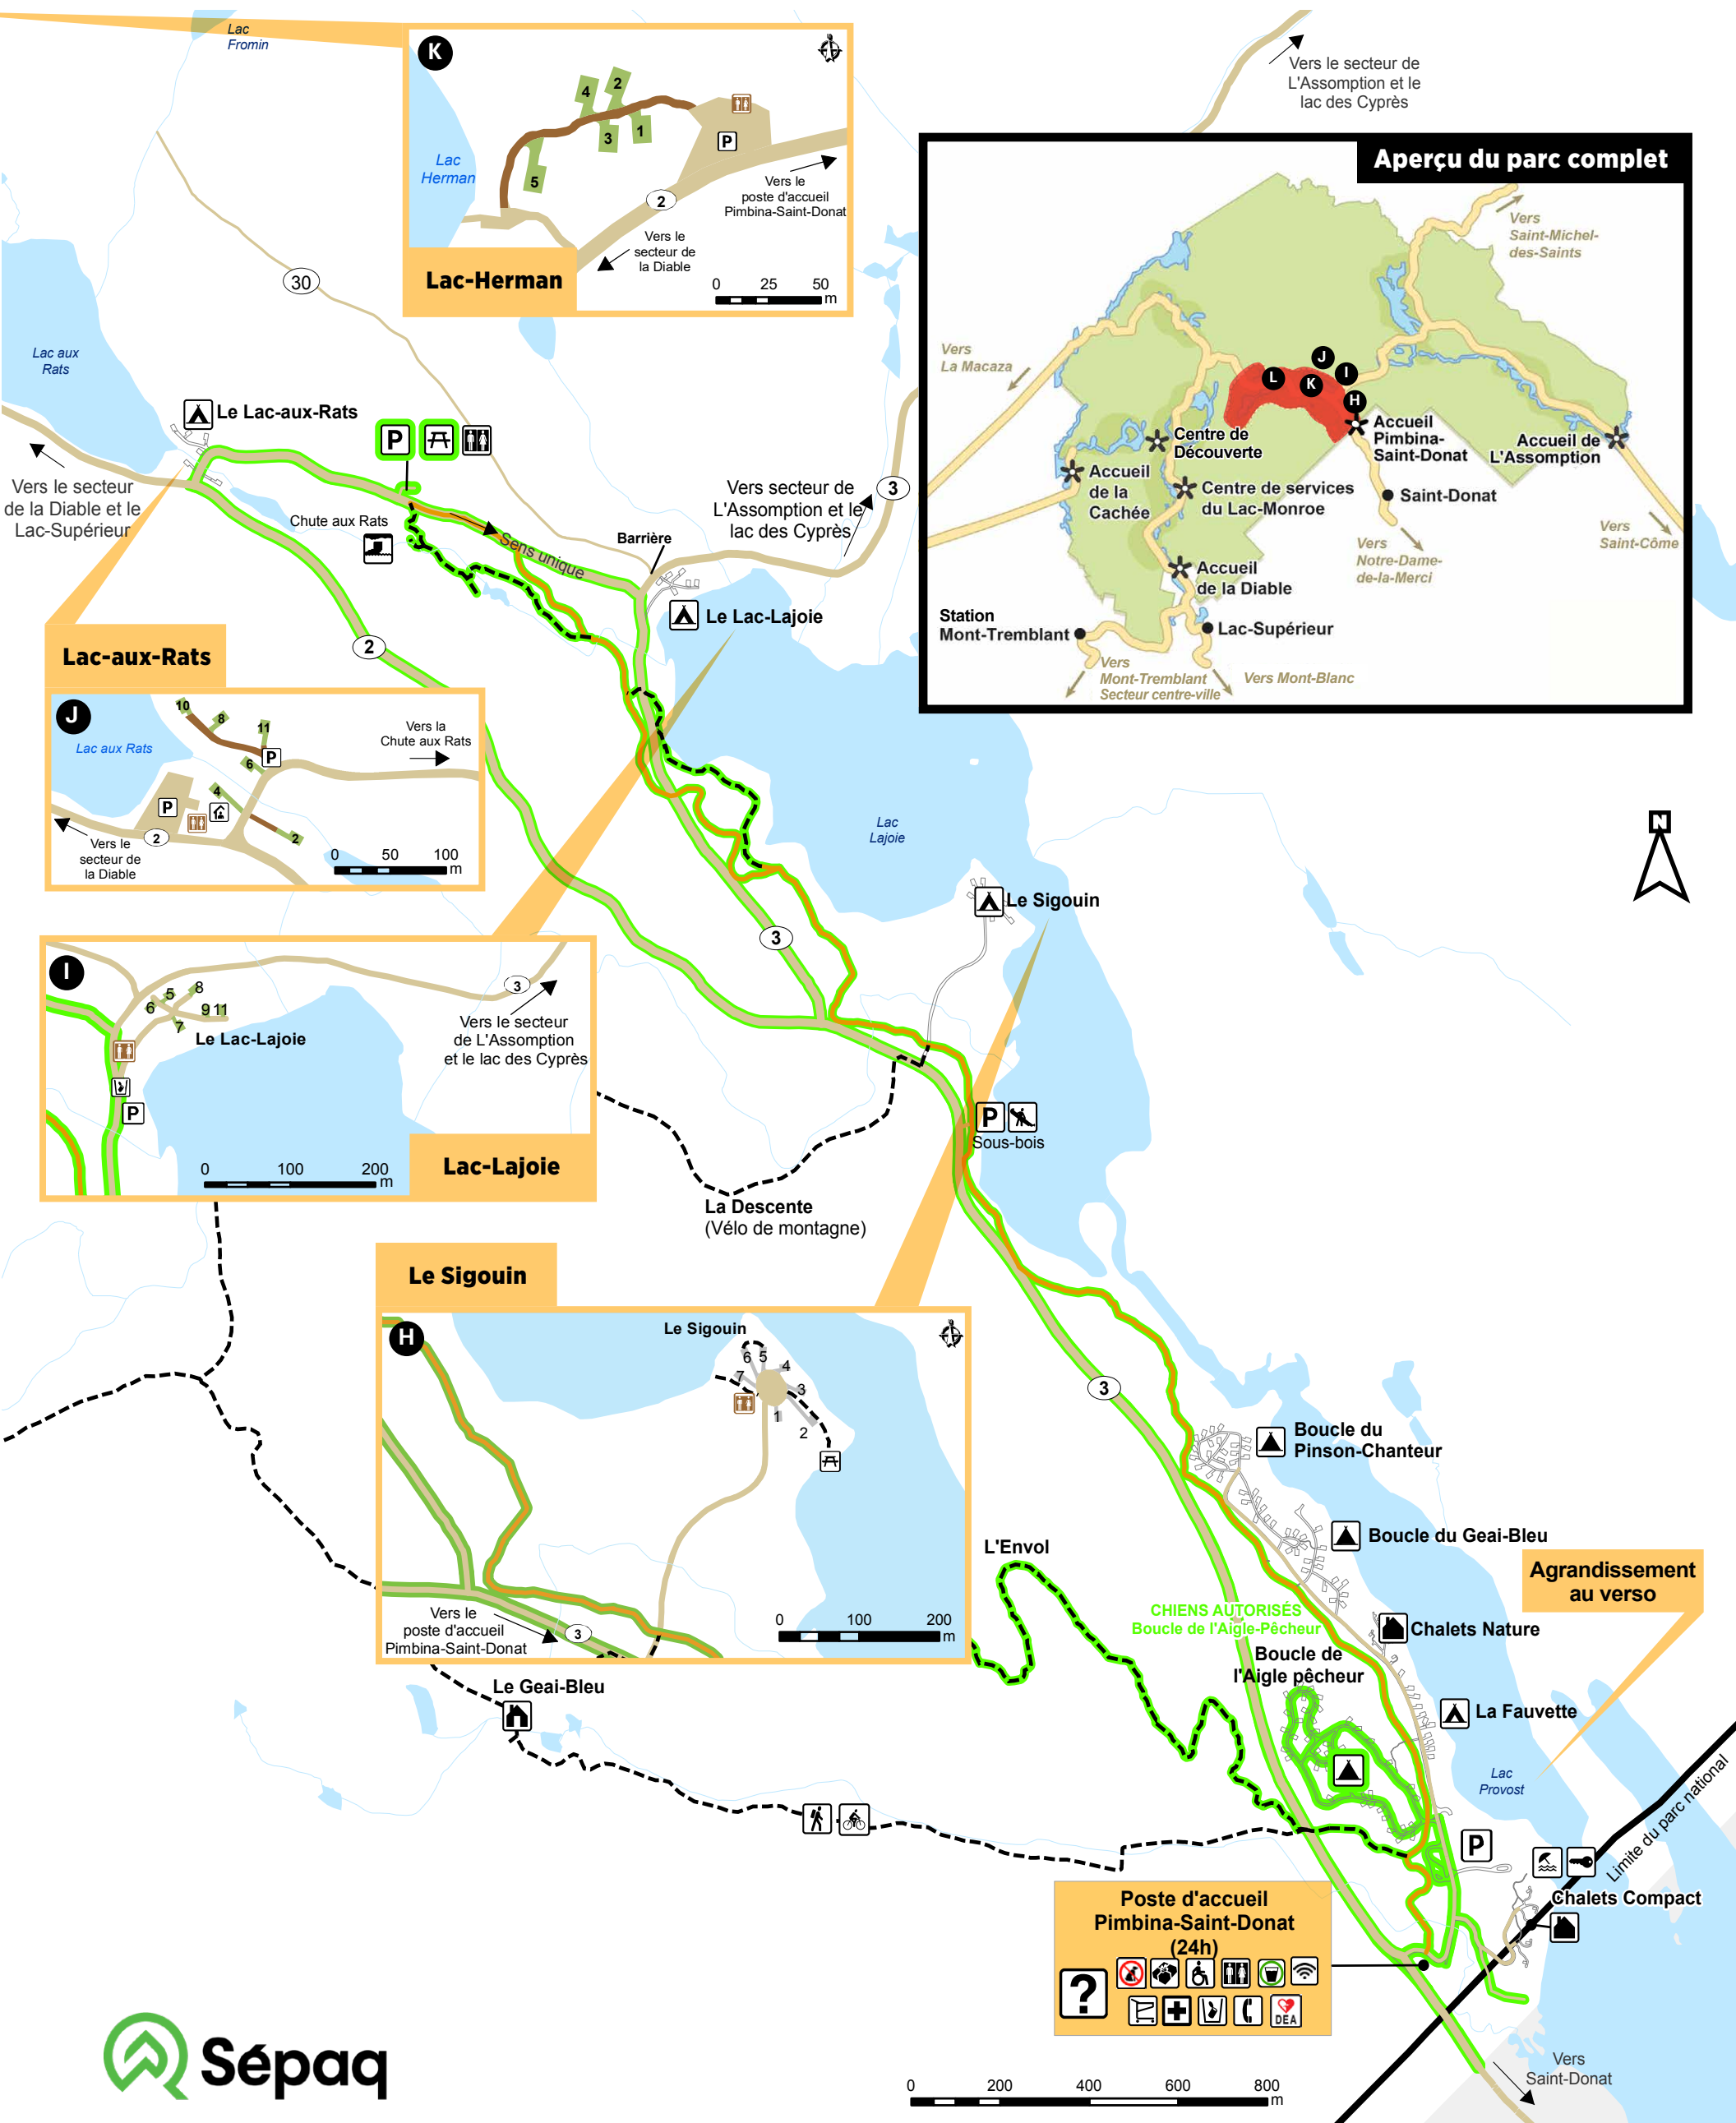 Lac
Fromin
K
4
2
3
1
5
P
Lac
Herman
2
Vers le
poste d'accueil
Pimbina-Saint-Donat
Vers le
secteur de
la Diable
Lac-Herman
0 25 50
m
Vers le secteur de
L'Assomption et le
lac des Cyprès
Aperçu du parc complet
Vers
Saint-Michel-
des-Saints
Vers
La Macaza
J
L
K
I
H
Centre de
Découverte
Accueil
Pimbina-
Saint-Donat
Accueil de
L'Assomption
Accueil
de la
Cachée
Centre de services
du Lac-Monroe
Saint-Donat
Vers
Saint-Côme
Vers
Notre-Dame-
de-la-Merci
Accueil
de la Diable
Station
Mont-Tremblant
Lac-Supérieur
Vers
Mont-Tremblant
Secteur centre-ville
Vers Mont-Blanc
30
Lac aux
Rats
Le Lac-aux-Rats
P
Vers le secteur
de la Diable et le
Lac-Supérieur
Chute aux Rats
Sens unique
Barrière
Vers secteur de
L'Assomption et le
lac des Cyprès
3
Le Lac-Lajoie
2
Lac-aux-Rats
J
10
8
11
P
6
4
P
2
2
Lac aux Rats
Vers la
Chute aux Rats
Vers le
secteur de
la Diable
0 50 100
m
Lac
Lajoie
N
Le Sigouin
3
I
5
8
6
9 11
7
Le Lac-Lajoie
P
3
Vers le secteur
de L'Assomption
et le lac des Cyprès
0 100 200
m
Lac-Lajoie
P
Sous-bois
La Descente
(Vélo de montagne)
Le Sigouin
H
Le Sigouin
6 5
4
7
3
1
2
Vers le
poste d'accueil
Pimbina-Saint-Donat
3
0 100 200
m
3
Boucle du
Pinson-Chanteur
Boucle du Geai-Bleu
L'Envol
Agrandissement
au verso
CHIENS AUTORISÉS
Boucle de l'Aigle-Pêcheur
Chalets Nature
Boucle de
l'Aigle pêcheur
Le Geai-Bleu
La Fauvette
Lac
Provost
Limite du parc national
P
Chalets Compact
Poste d'accueil
Pimbina-Saint-Donat
(24h)
?
DEA
Sépaq
Vers
Saint-Donat
0 200 400 600 800
m